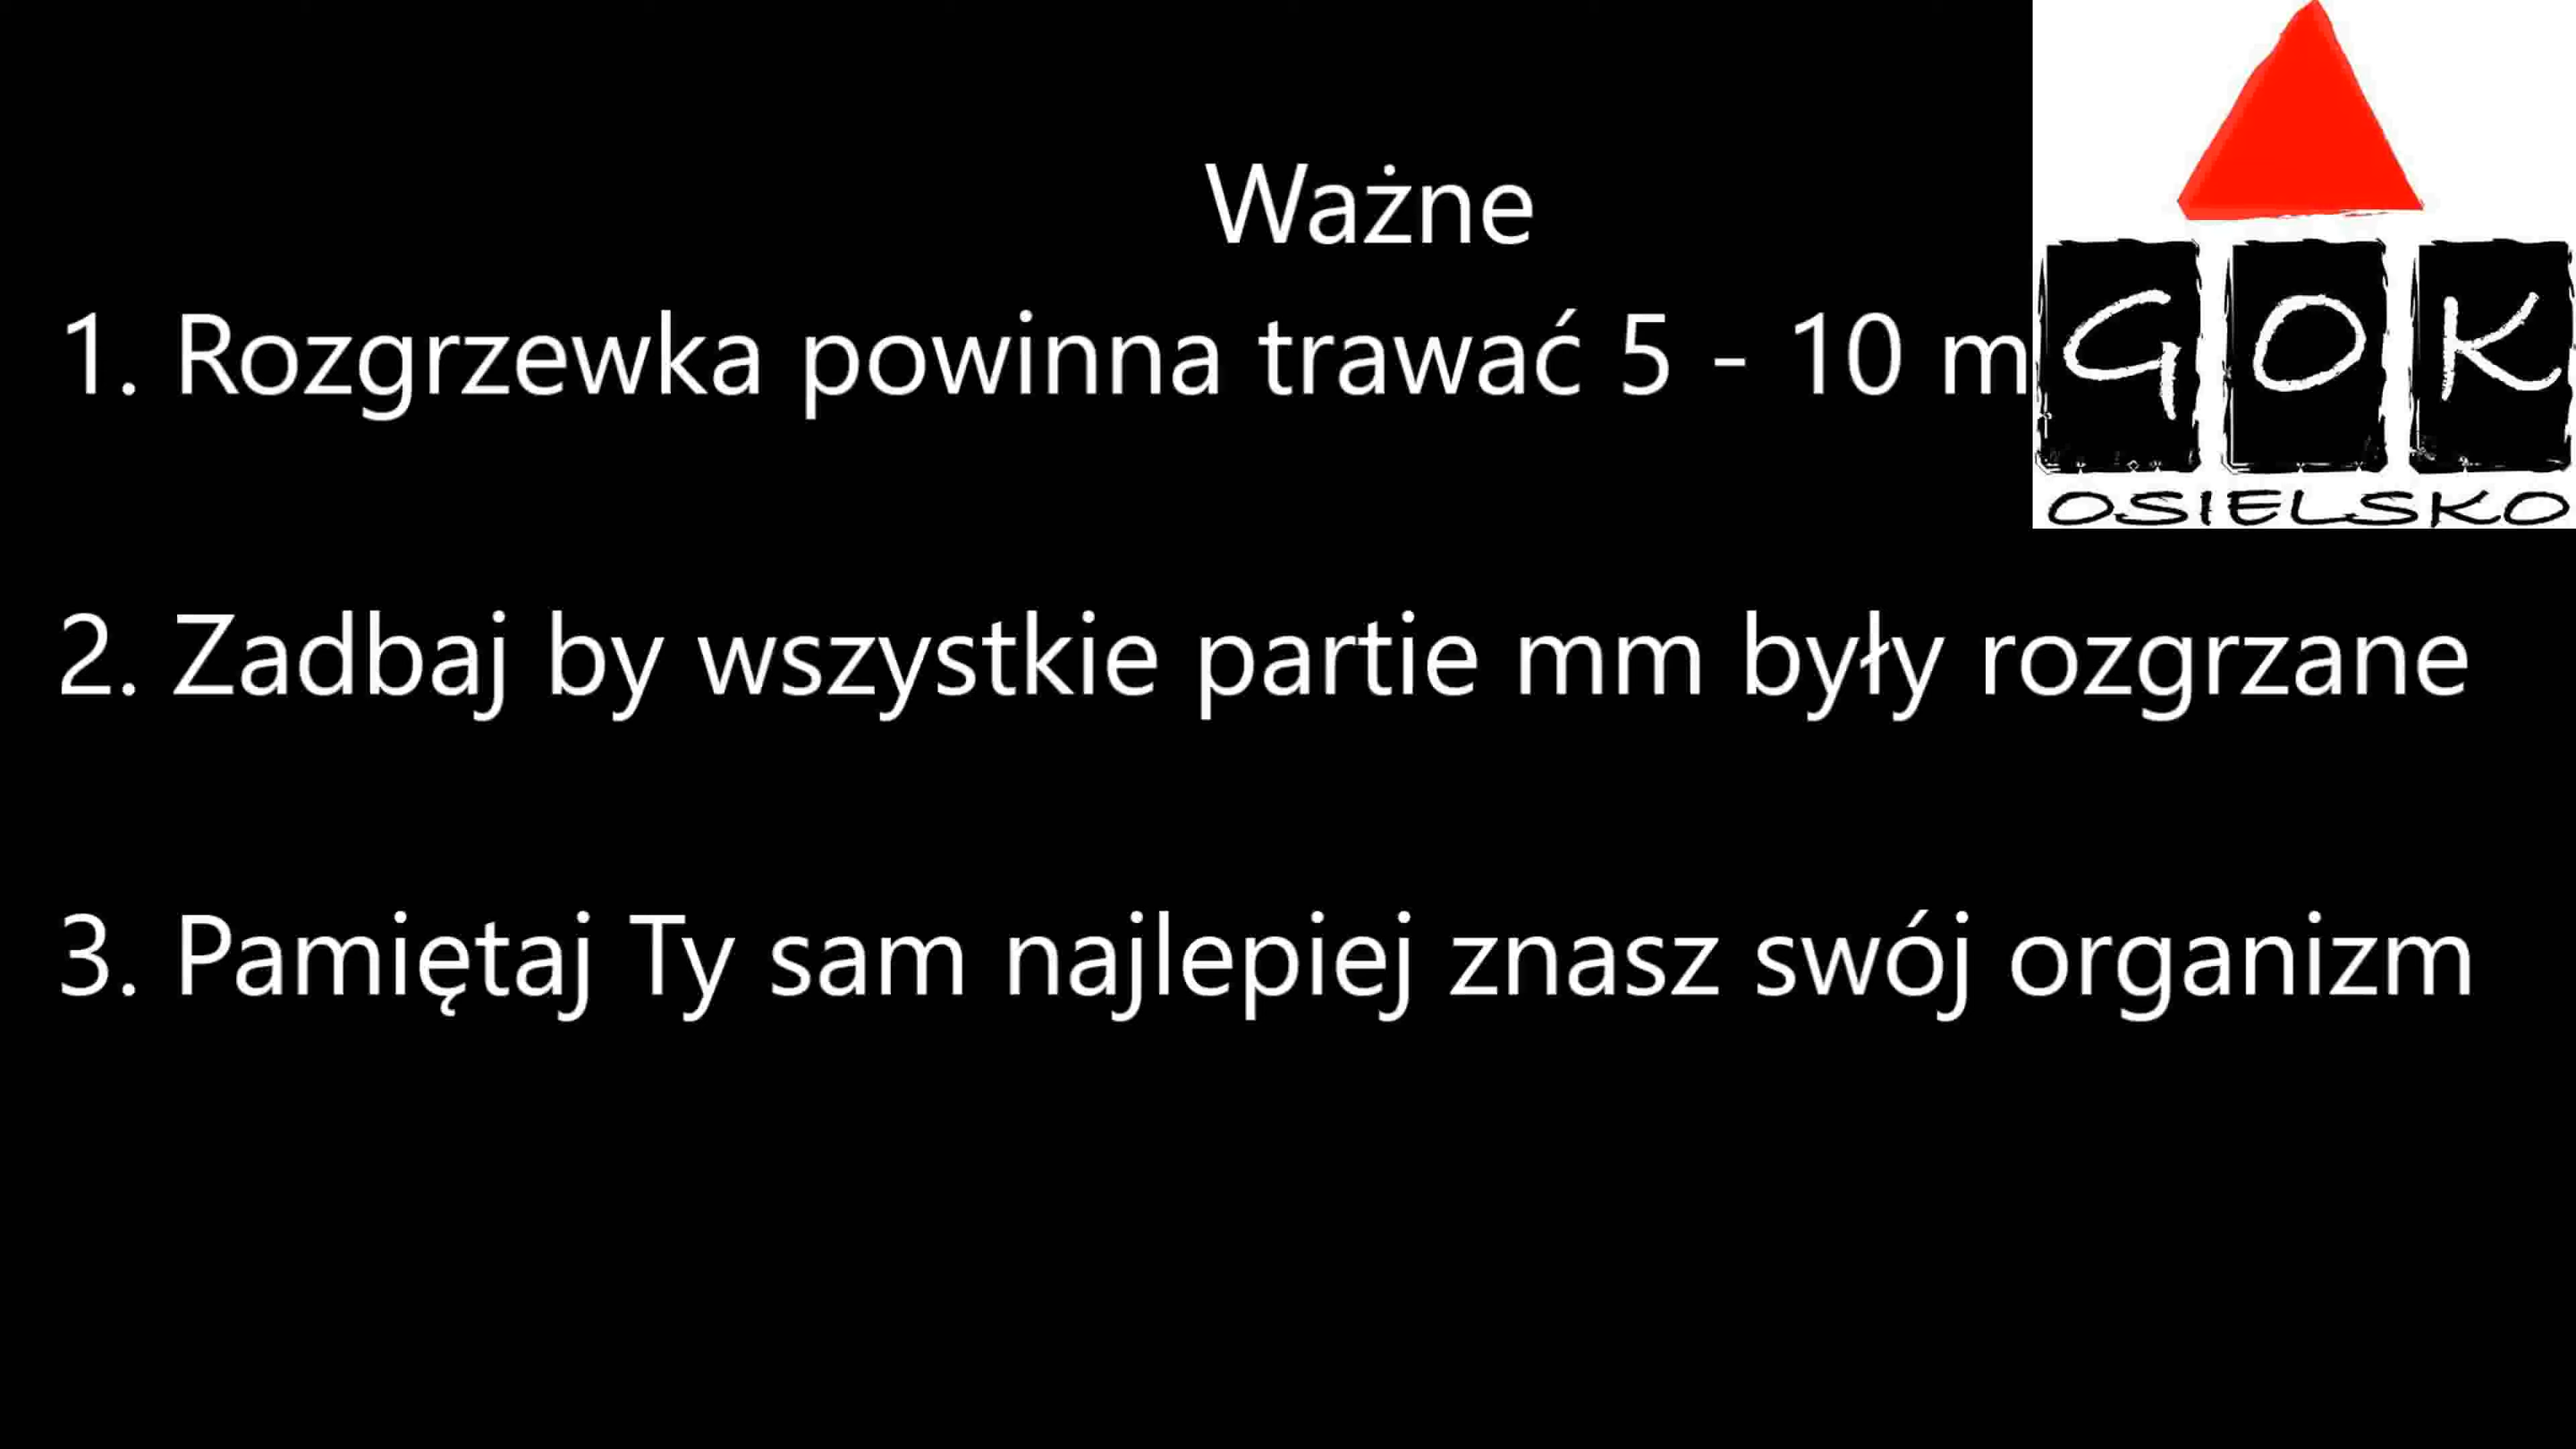 Ważne
1. Rozgrzewka powinna trawać 5 - 10 m
GOK
OSIELSKO
2. Zadbaj by wszystkie partie mm były rozgrzane
3. Pamiętaj Ty sam najlepiej znasz swój organizm